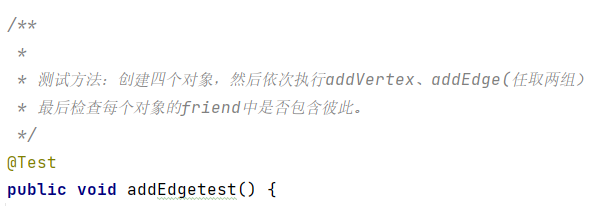 /**
*
* 测试方法：创建四个对象，然后依次执行addVertex、addEdge(任取两组）
* 最后检查每个对象的friend中是否包含彼此。
*/
@Test
public void addEdgetest() {